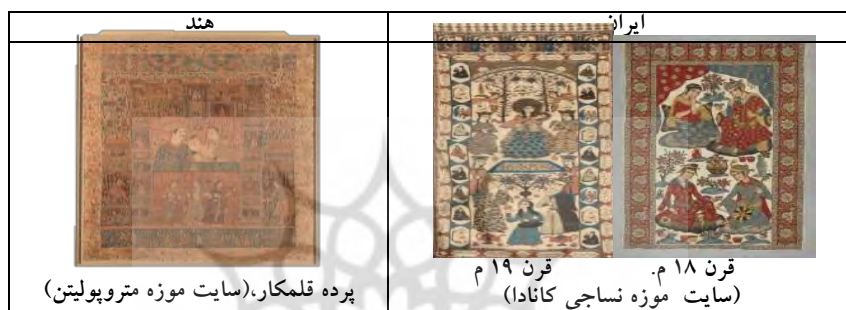 ایران
هند
قرن ۱۸ م.
قرن ۱۹ م
(سایت موزه نساجی کانادا)
پرده قلمکار،(سایت موزه متروپولیتن)